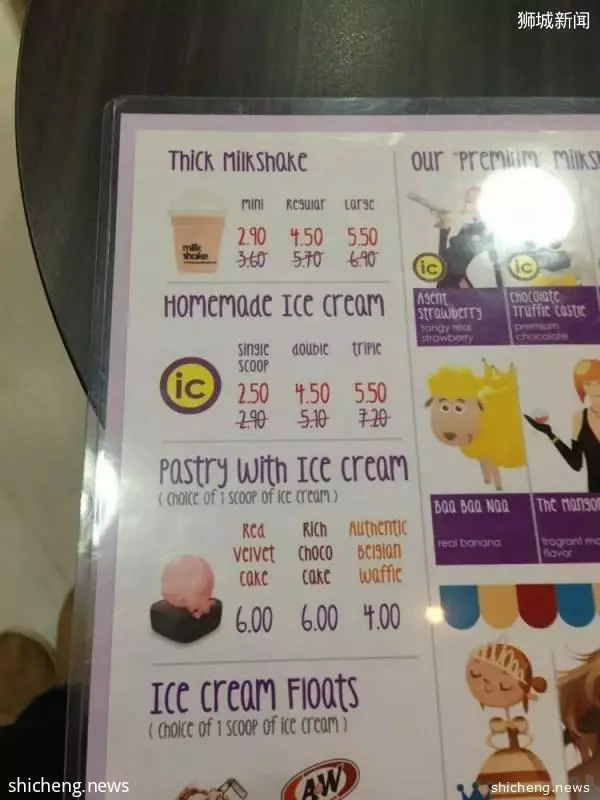 狮城新闻
Thick Milkshake
mini Regular Large
2.90 4.50 5.50
3.60 5.70 6.90
milk
shake
Homemade Ice Cream
single
scoop
double triple
ic
2.50 4.50 5.50
2.90 5.10 7.20
Pastry with Ice Cream
( choice of 1 scoop of ice cream )
Red
velvet
cake
Rich
choco
cake
Authentic
Belgian
waffle
6.00 6.00 4.00
Ice Cream Floats
( choice of 1 scoop of ice cream )
A&W
our "premium"
ic
ic
Agent
strawberry
tangy real
strawberry
Chocolate
Truffle Castle
premium
chocolate
Baa Baa Naa
real banana
The
fragrant
flavor
shicheng.news
shicheng.news